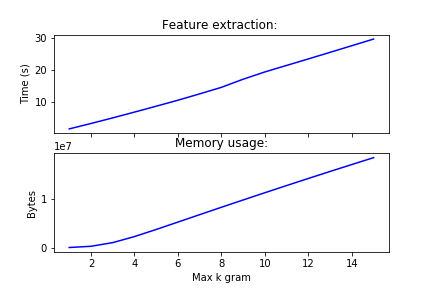 Feature extraction:
30
20
10
Time (s)
Memory usage:
1e7
1
0
Bytes
2 4 6 8 10 12 14
Max k gram